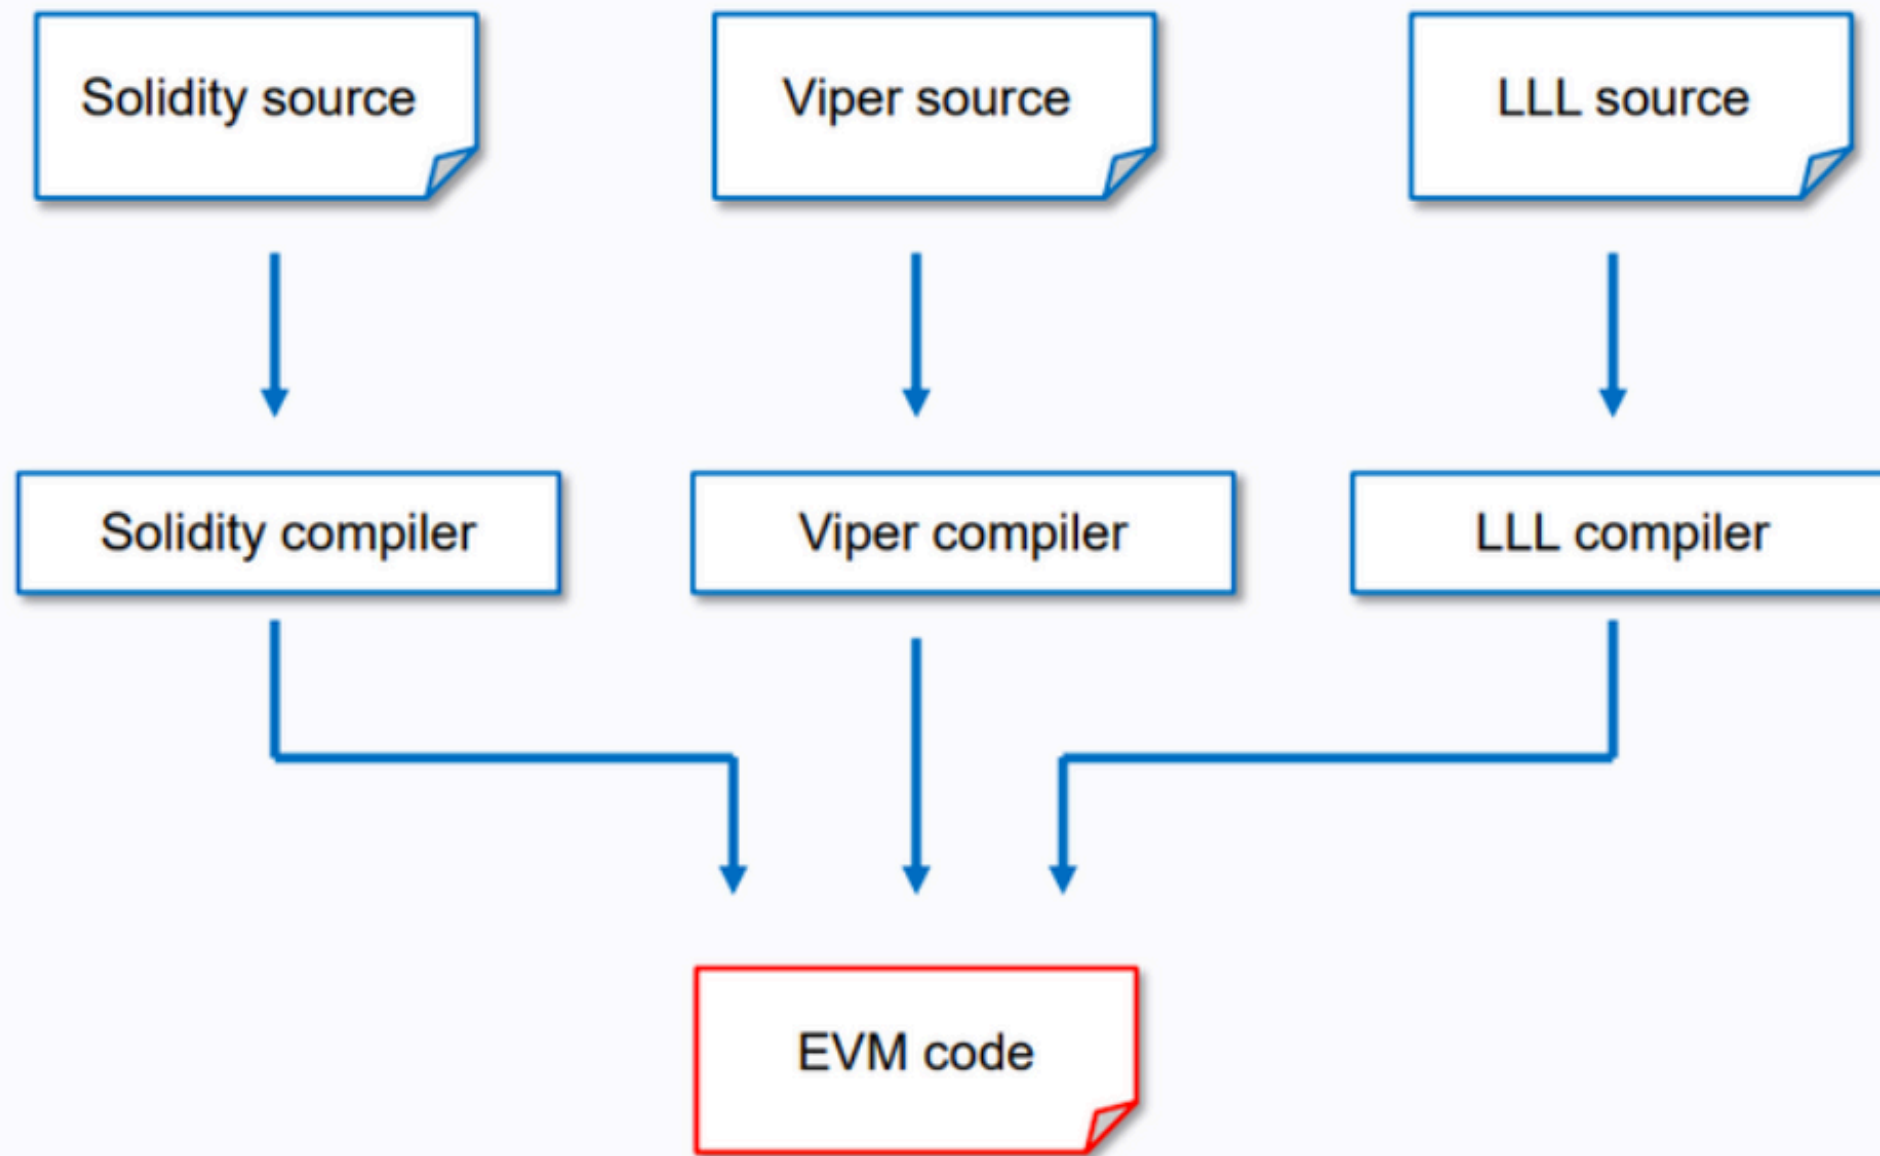 Solidity source
Viper source
LLL source
Solidity compiler
Viper compiler
LLL compiler
EVM code